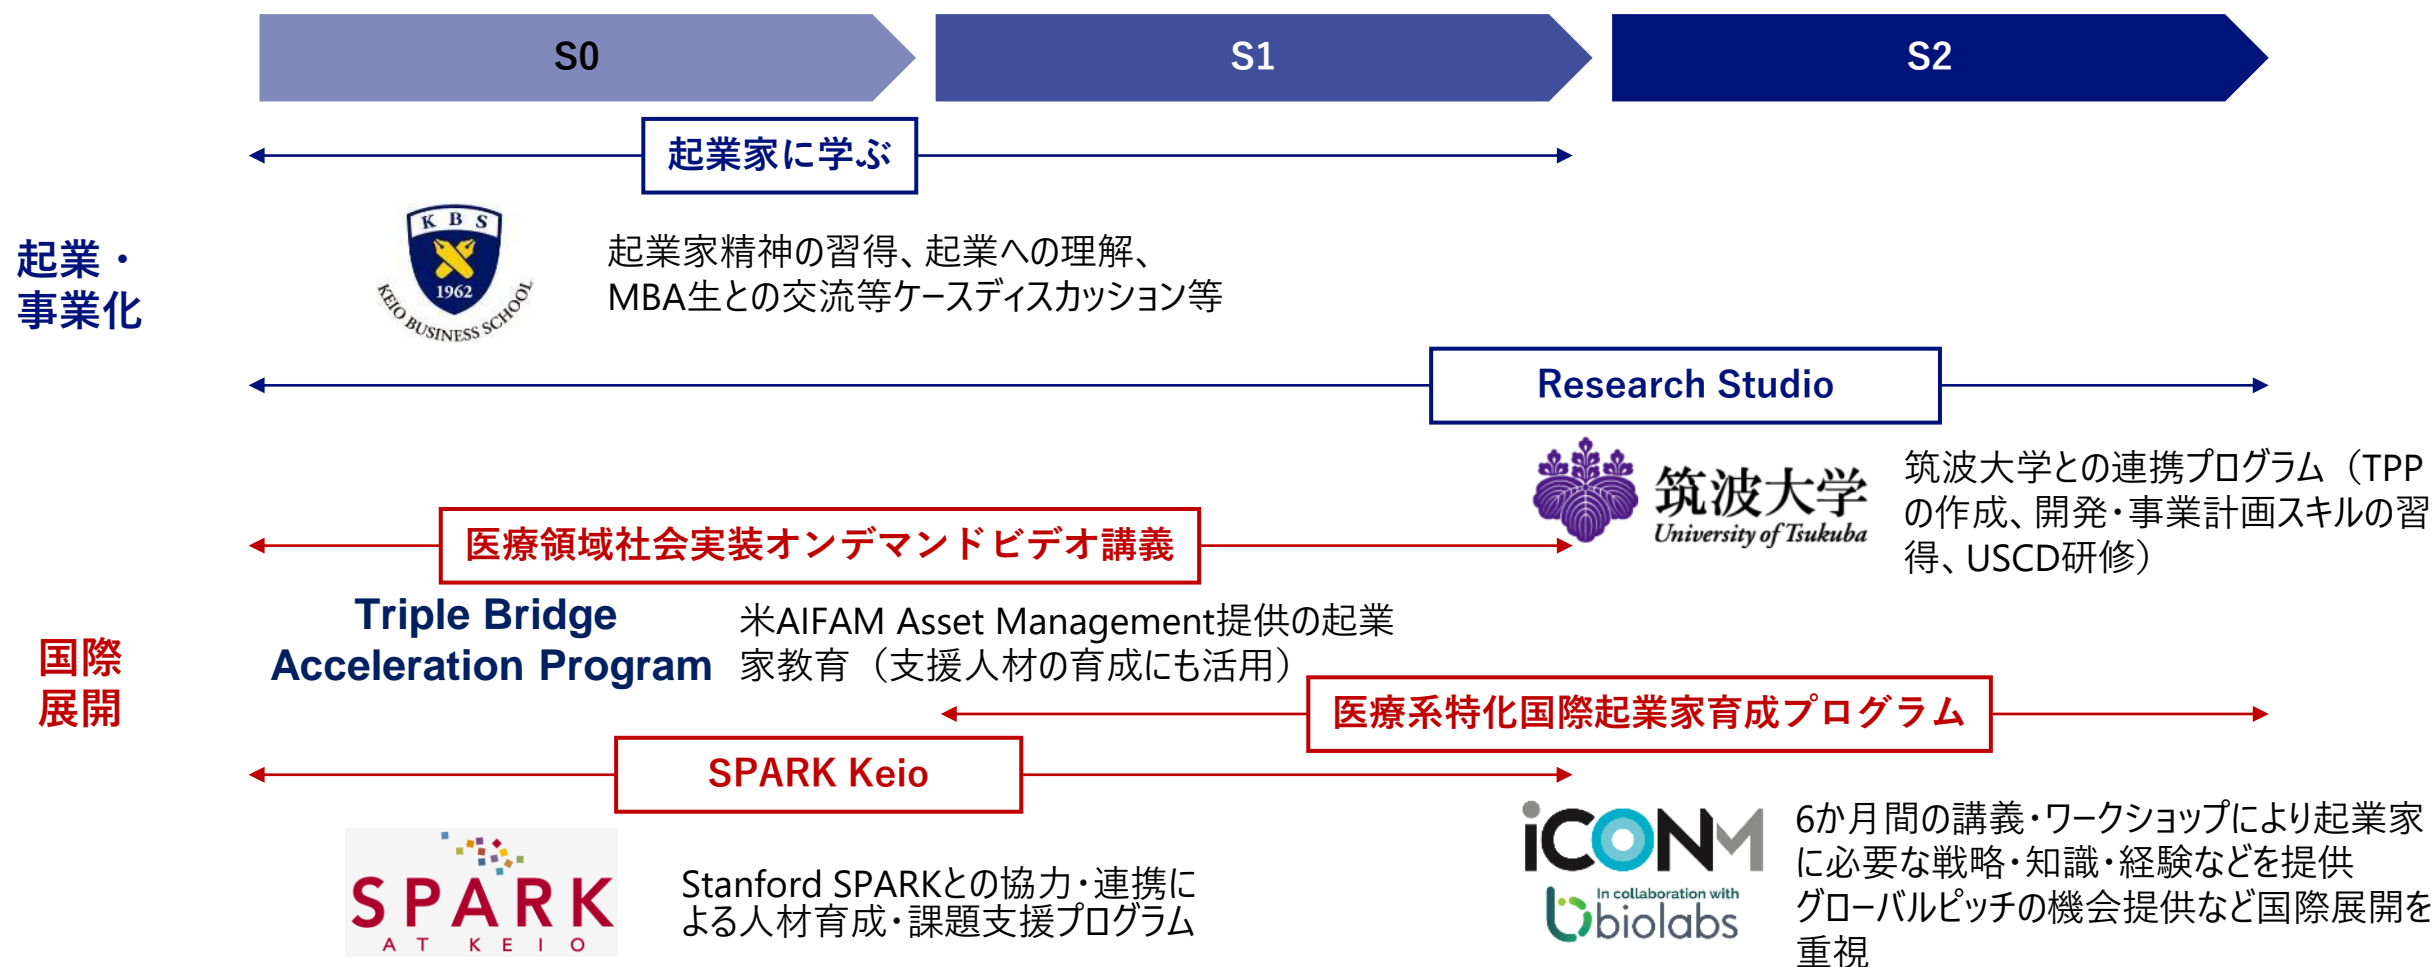 S0
S1
S2
起業家に学ぶ
起業・
事業化
K B S
1962
KEIO BUSINESS SCHOOL
起業家精神の習得、起業への理解、
MBA生との交流等ケースディスカッション等
Research Studio
筑波大学
University of Tsukuba
筑波大学との連携プログラム（TPP
の作成、開発・事業計画スキルの習
得、USCD研修）
国際
展開
医療領域社会実装オンデマンドビデオ講義
Triple Bridge
Acceleration Program
米AIFAM Asset Management提供の起業
家教育（支援人材の育成にも活用）
医療系特化国際起業家育成プログラム
SPARK Keio
SPARK
AT KEIO
Stanford SPARKとの協力・連携に
よる人材育成・課題支援プログラム
iCONM
In collaboration with
biolabs
6か月間の講義・ワークショップにより起業家
に必要な戦略・知識・経験などを提供
グローバルピッチの機会提供など国際展開を
重視